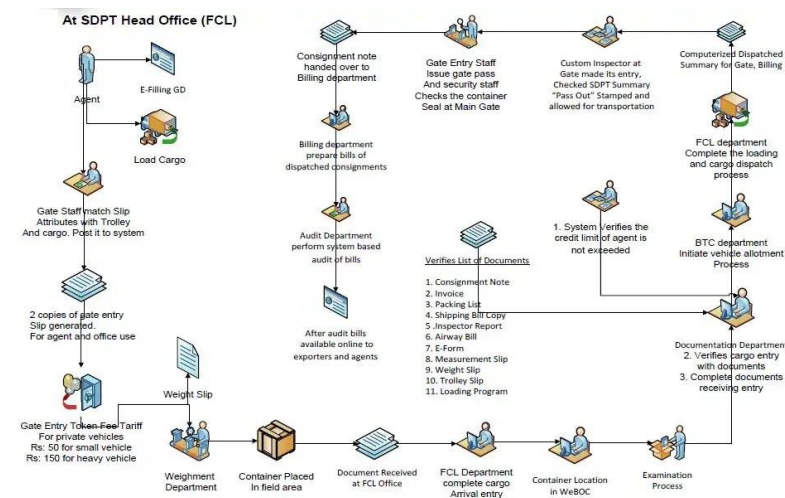 At SDPT Head Office (FCL)
Agent
E-Filling GD
Load Cargo
Gate Staff match Slip
Attributes with Trolley
And cargo. Post it to system
2 copies of gate entry
Slip generated.
For agent and office use
Weight Slip
Gate Entry Token Fee Tariff
For private vehicles
Rs: 50 for small vehicle
Rs: 150 for heavy vehicle
Weighment
Department
Container Placed
In field area
Document Received
at FCL Office
FCL Department
complete cargo
Arrival entry
Container Location
in WeBOC
Examination
Process
Documentation Department
2. Verifies cargo entry
with documents
3. Complete documents
receiving entry
1. System Verifies the
credit limit of agent is
not exceeded
Verifies List of Documents
1. Consignment Note
2. Invoice
3. Packing List
4. Shipping Bill Copy
5 .Inspector Report
6. Airway Bill
7. E-Form
8. Measurement Slip
9. Weight Slip
10. Trolley Slip
11. Loading Program
BTC department
Initiate vehicle allotment
Process
FCL department
Complete the loading
and cargo dispatch
process
Computerized Dispatched
Summary for Gate, Billing
Custom Inspector at
Gate made its entry,
Checked SDPT Summary
"Pass Out" Stamped and
allowed for transportation
Gate Entry Staff
Issue gate pass
And security staff
Checks the container
Seal at Main Gate
Consignment note
handed over to
Billing department
Billing department
prepare bills of
dispatched consignments
Audit Department
perform system based
audit of bills
After audit bills
available online to
exporters and agents